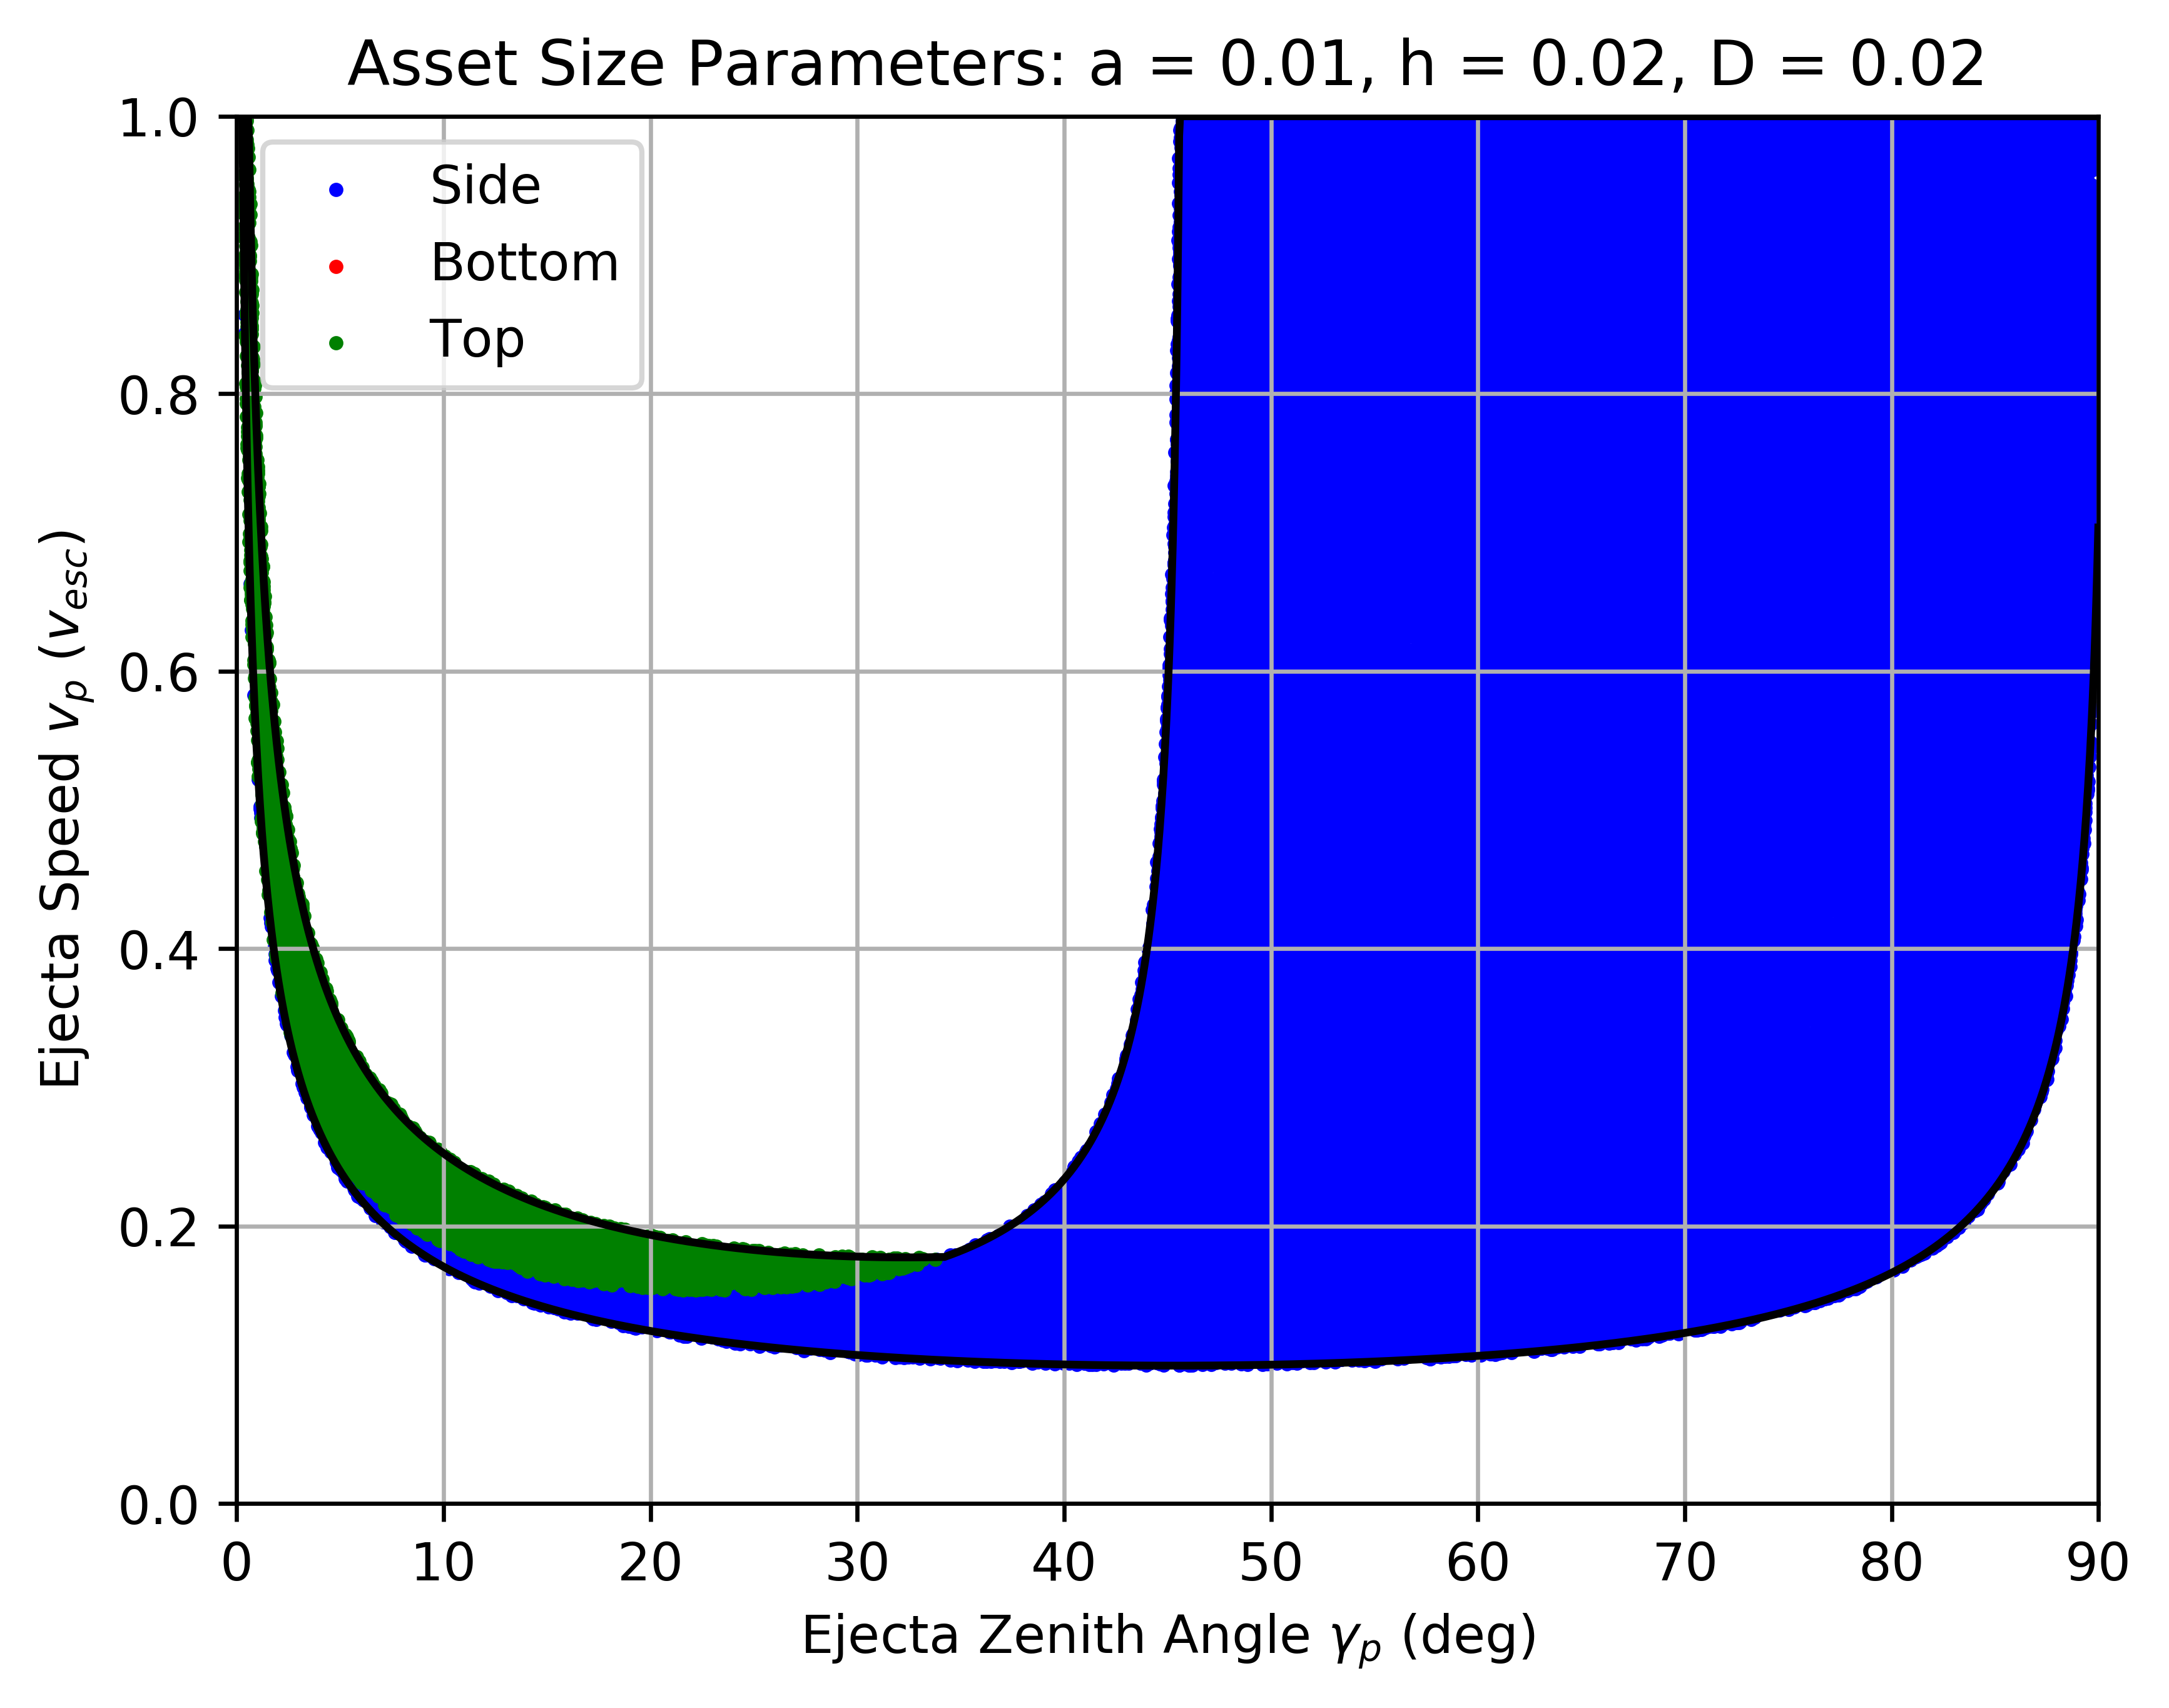 Asset Size Parameters: a = 0.01, h = 0.02, D = 0.02
1.0
0.8
0.6
0.4
0.2
0.0
Ejecta Speed v_p (v_esc)
Side
Bottom
Top
0 10 20 30 40 50 60 70 80 90
Ejecta Zenith Angle γ_p (deg)